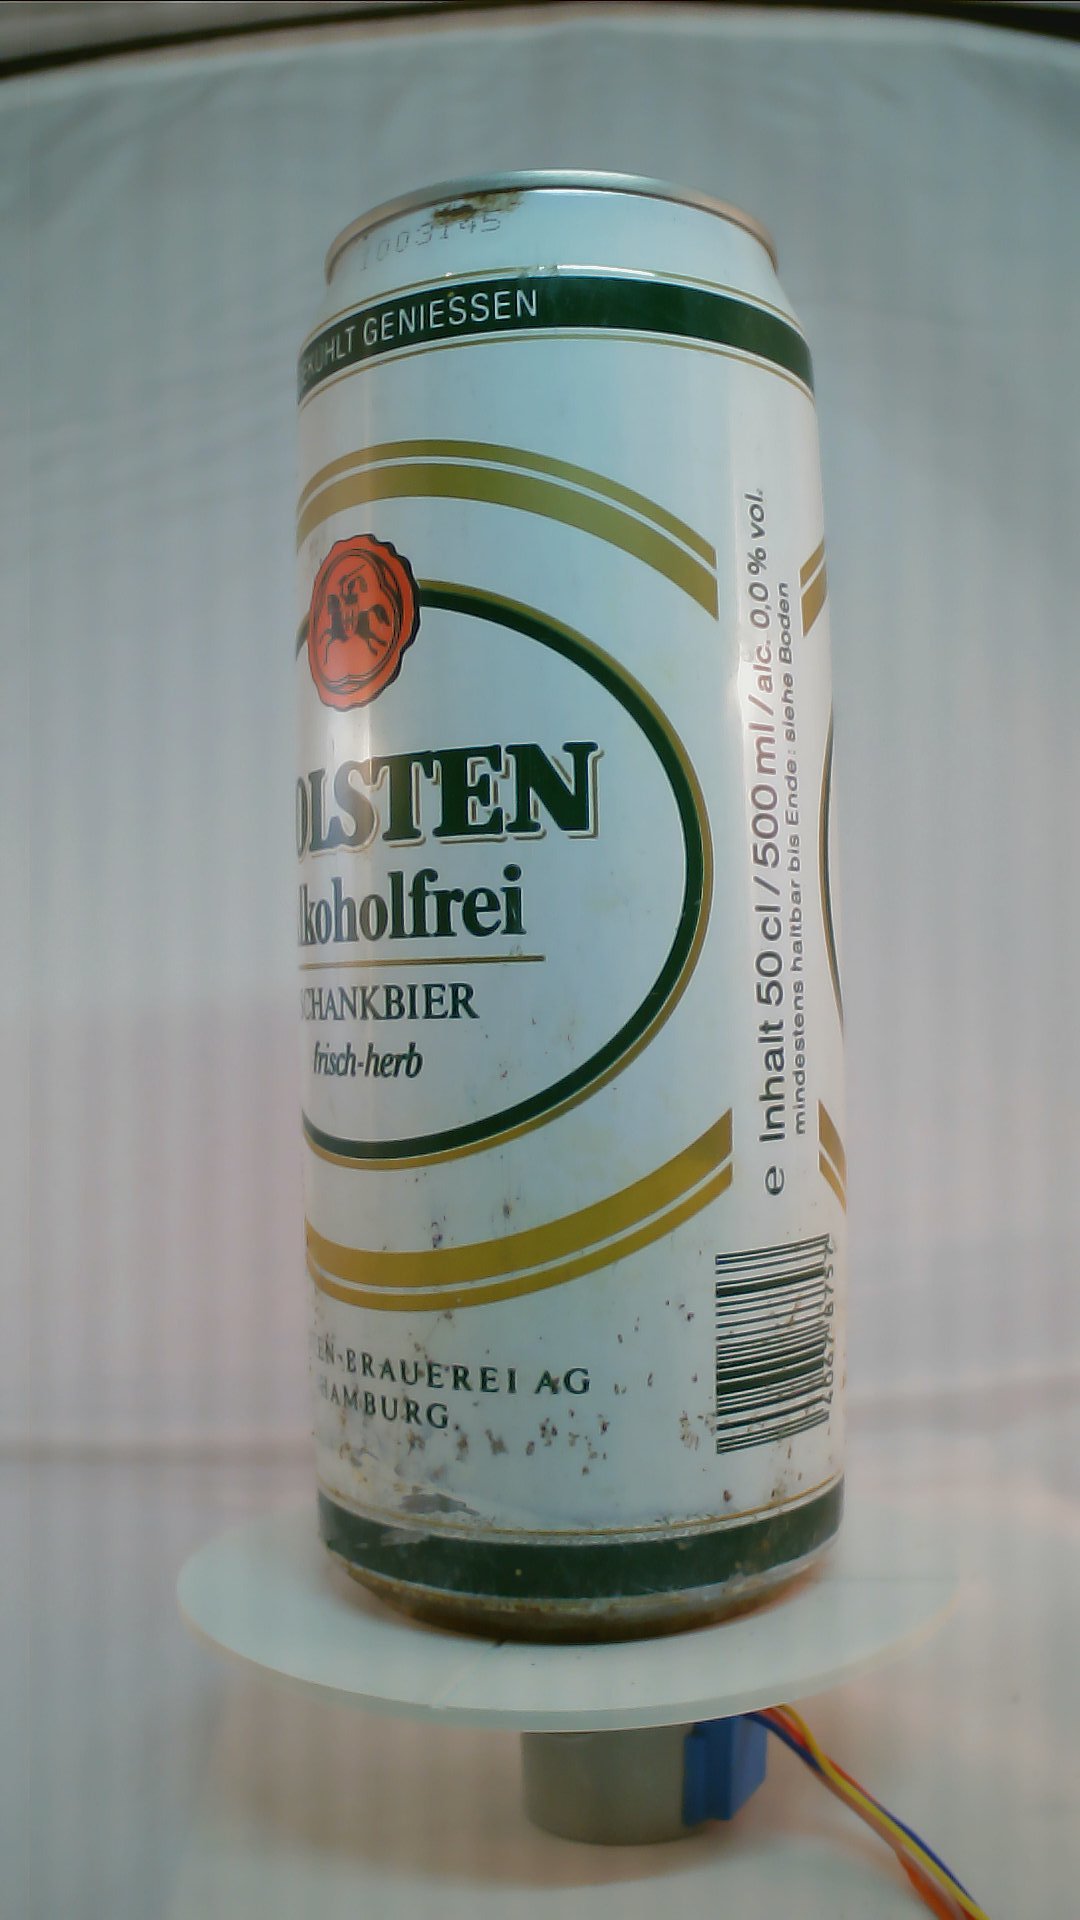 1003145
GEKÜHLT GENIESSEN
OLSTEN
lkoholfrei
SCHANKBIER
frisch-herb
EN-BRAUEREI AG
HAMBURG
e Inhalt 50 cl / 500 ml / alc. 0,0 % vol.
mindestens haltbar bis Ende : siehe Boden